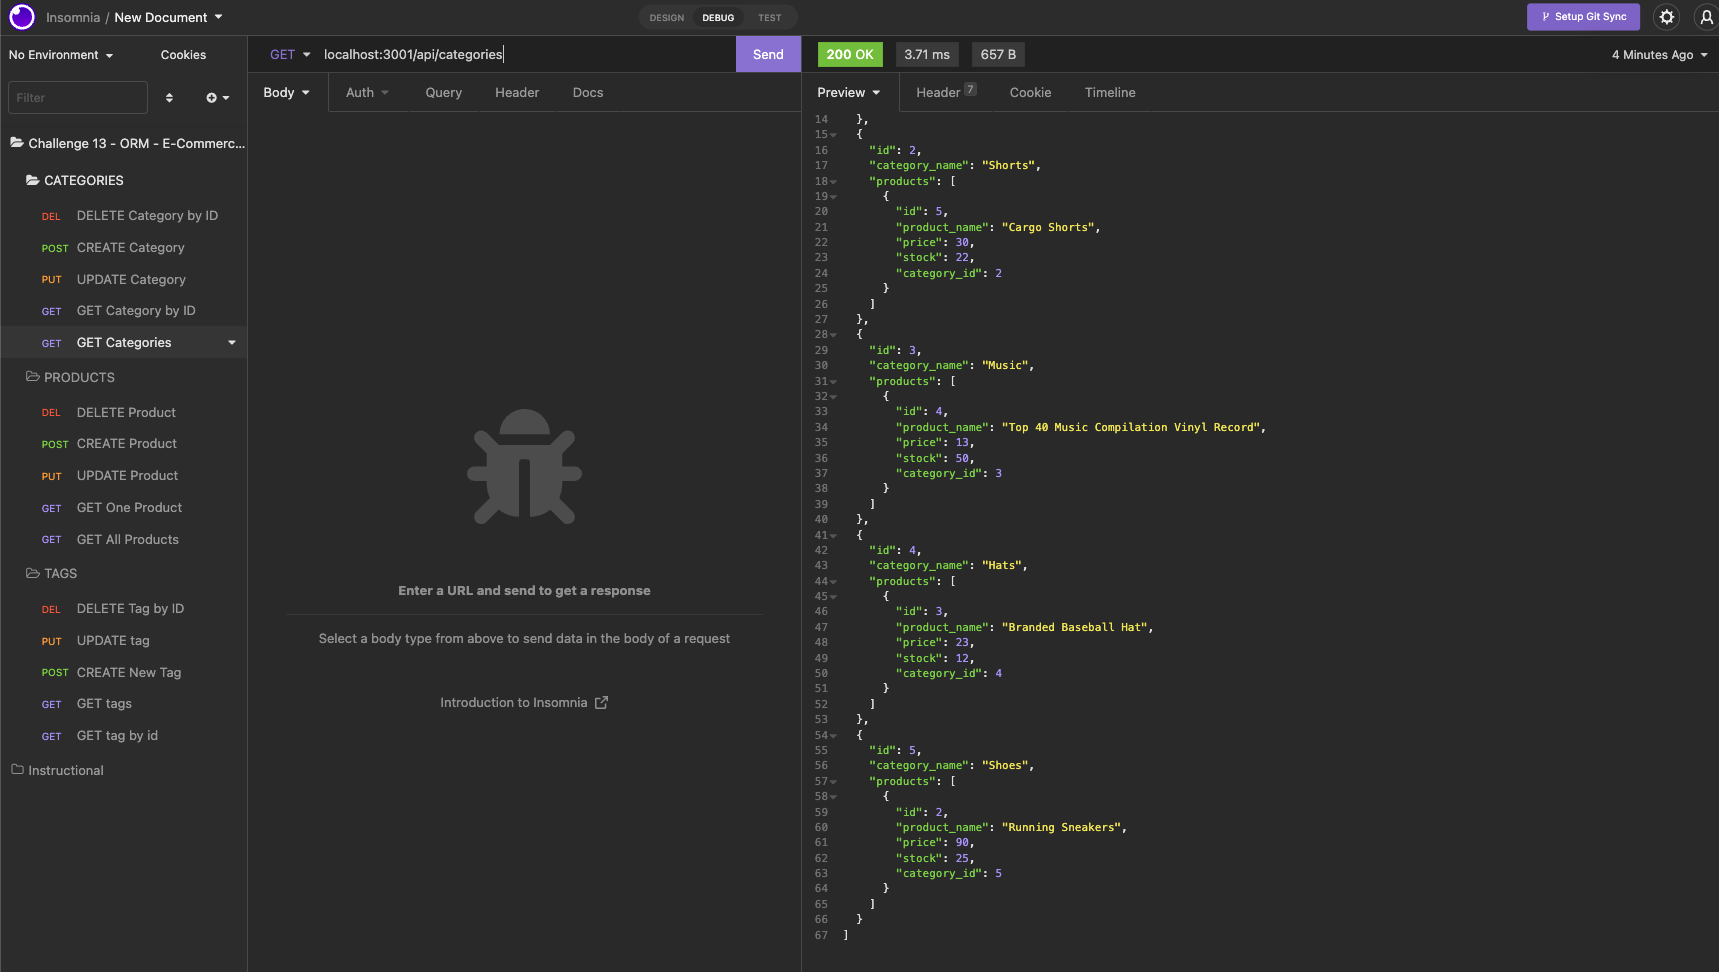 Insomnia / New Document
DESIGN DEBUG TEST
Setup Git Sync
No Environment
Cookies
Filter
Challenge 13 - ORM - E-Commerc...
CATEGORIES
DEL DELETE Category by ID
POST CREATE Category
PUT UPDATE Category
GET GET Category by ID
GET GET Categories
PRODUCTS
DEL DELETE Product
POST CREATE Product
PUT UPDATE Product
GET GET One Product
GET GET All Products
TAGS
DEL DELETE Tag by ID
PUT UPDATE tag
POST CREATE New Tag
GET GET tags
GET GET tag by id
Instructional
GET localhost:3001/api/categories
Send
Body Auth Query Header Docs
Enter a URL and send to get a response
Select a body type from above to send data in the body of a request
Introduction to Insomnia
200 OK 3.71 ms 657 B
4 Minutes Ago
Preview Header 7 Cookie Timeline
14 },
15 {
16 "id": 2,
17 "category_name": "Shorts",
18 "products": [
19 {
20 "id": 5,
21 "product_name": "Cargo Shorts",
22 "price": 30,
23 "stock": 22,
24 "category_id": 2
25 }
26 ]
27 },
28 {
29 "id": 3,
30 "category_name": "Music",
31 "products": [
32 {
33 "id": 4,
34 "product_name": "Top 40 Music Compilation Vinyl Record",
35 "price": 13,
36 "stock": 50,
37 "category_id": 3
38 }
39 ]
40 },
41 {
42 "id": 4,
43 "category_name": "Hats",
44 "products": [
45 {
46 "id": 3,
47 "product_name": "Branded Baseball Hat",
48 "price": 23,
49 "stock": 12,
50 "category_id": 4
51 }
52 ]
53 },
54 {
55 "id": 5,
56 "category_name": "Shoes",
57 "products": [
58 {
59 "id": 2,
60 "product_name": "Running Sneakers",
61 "price": 90,
62 "stock": 25,
63 "category_id": 5
64 }
65 ]
66 }
67 ]